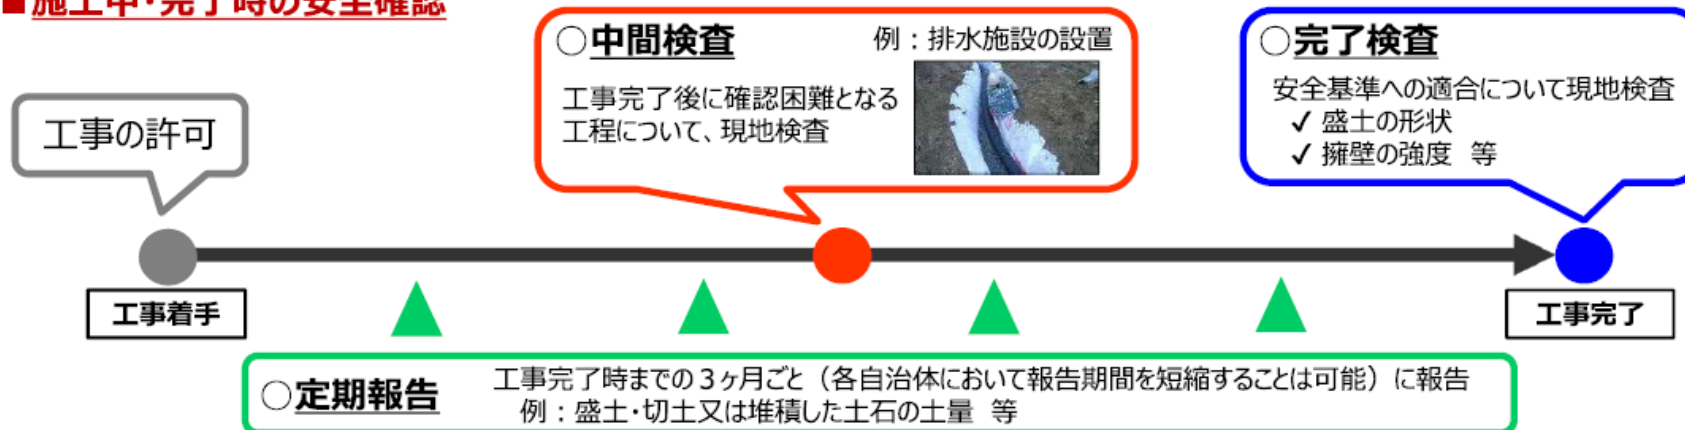 ■施工中･完了時の安全確認
工事の許可
○中間検査
例：排水施設の設置
工事完了後に確認困難となる
工程について、現地検査
○完了検査
安全基準への適合について現地検査
✓ 盛土の形状
✓ 擁壁の強度 等
工事着手
工事完了
○定期報告
工事完了時までの３ヶ月ごと（各自治体において報告期間を短縮することは可能）に報告
例：盛土･切土又は堆積した土石の土量 等